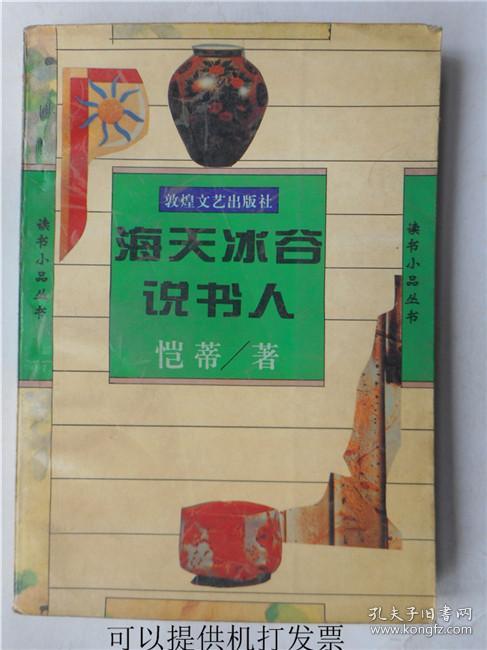 敦煌文艺出版社
海天冰谷
说书人
恺蒂/著
读书小品丛书
读书小品丛书
孔夫子旧书网
www.kongfz.com
可以提供机打发票